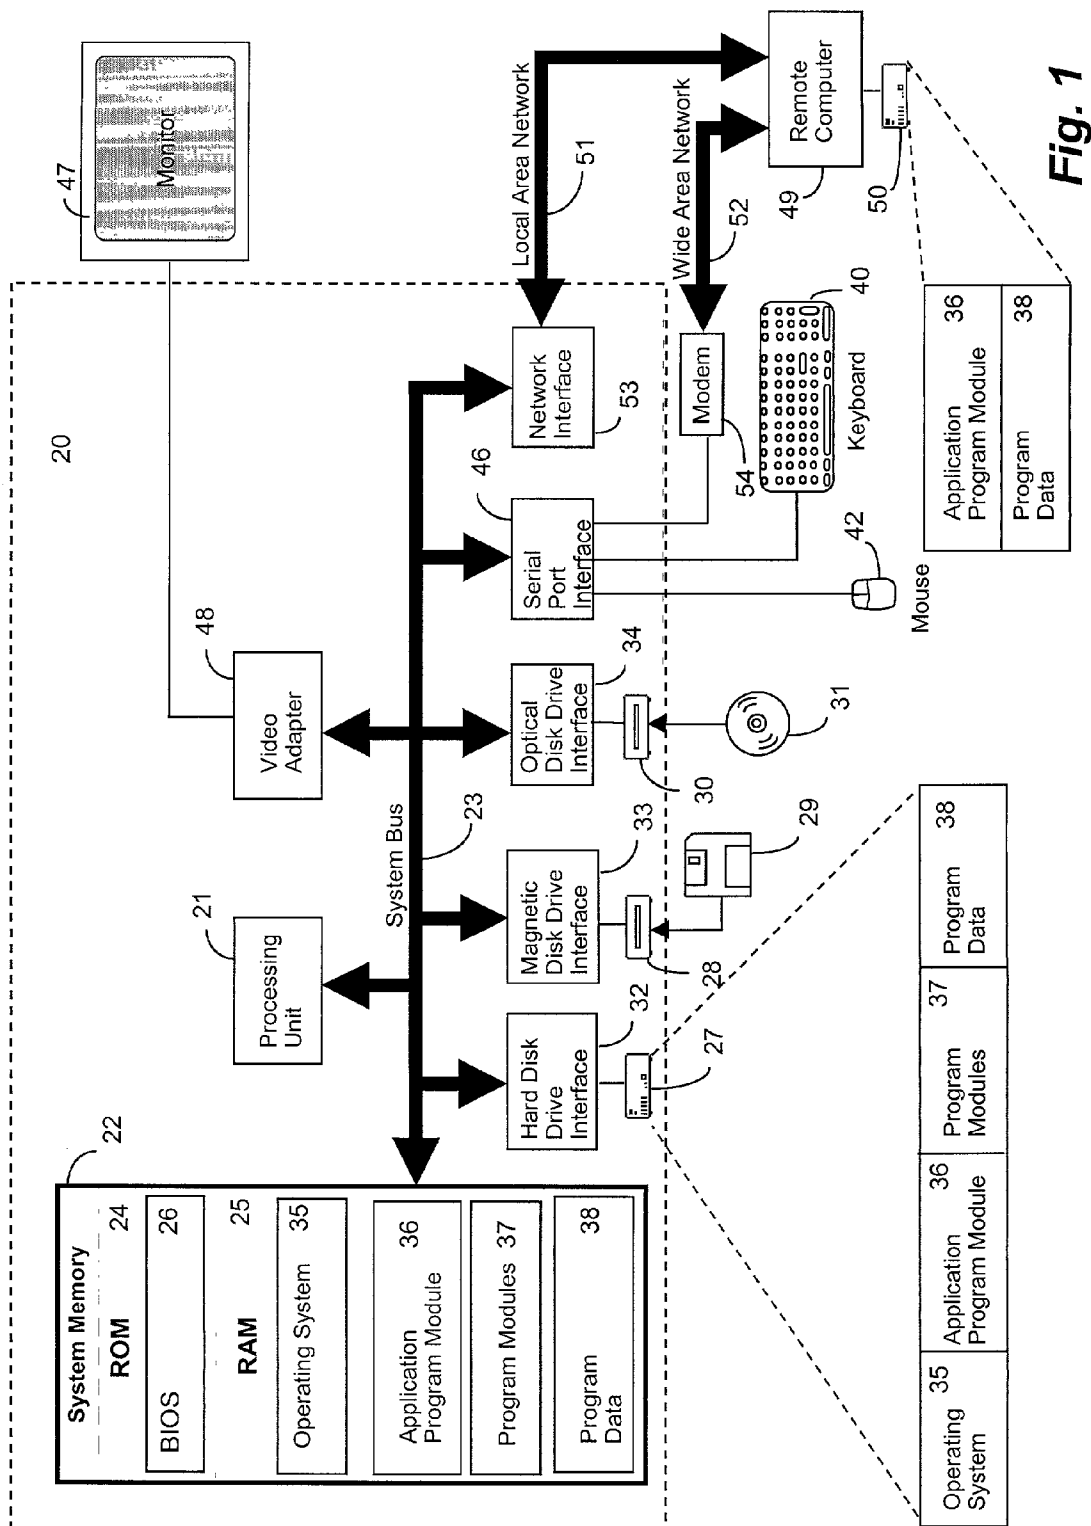 System Memory
22
ROM
24
BIOS
26
RAM
25
Operating System
35
Application
Program Module
36
Program Modules
37
Program
Data
38
Processing
Unit
21
Video
Adapter
48
47
Monitor
20
System Bus
23
Hard Disk
Drive
Interface
32
Magnetic
Disk Drive
Interface
33
Optical
Disk Drive
Interface
34
Serial
Port
Interface
46
Network
Interface
53
Local Area Network
51
27
28
29
30
31
Modem
54
Wide Area Network
52
Mouse
42
Keyboard
40
Remote
Computer
49
50
Operating
System
35
Application
Program Module
36
Program
Modules
37
Program
Data
38
Application
Program Module
36
Program
Data
38
Fig. 1